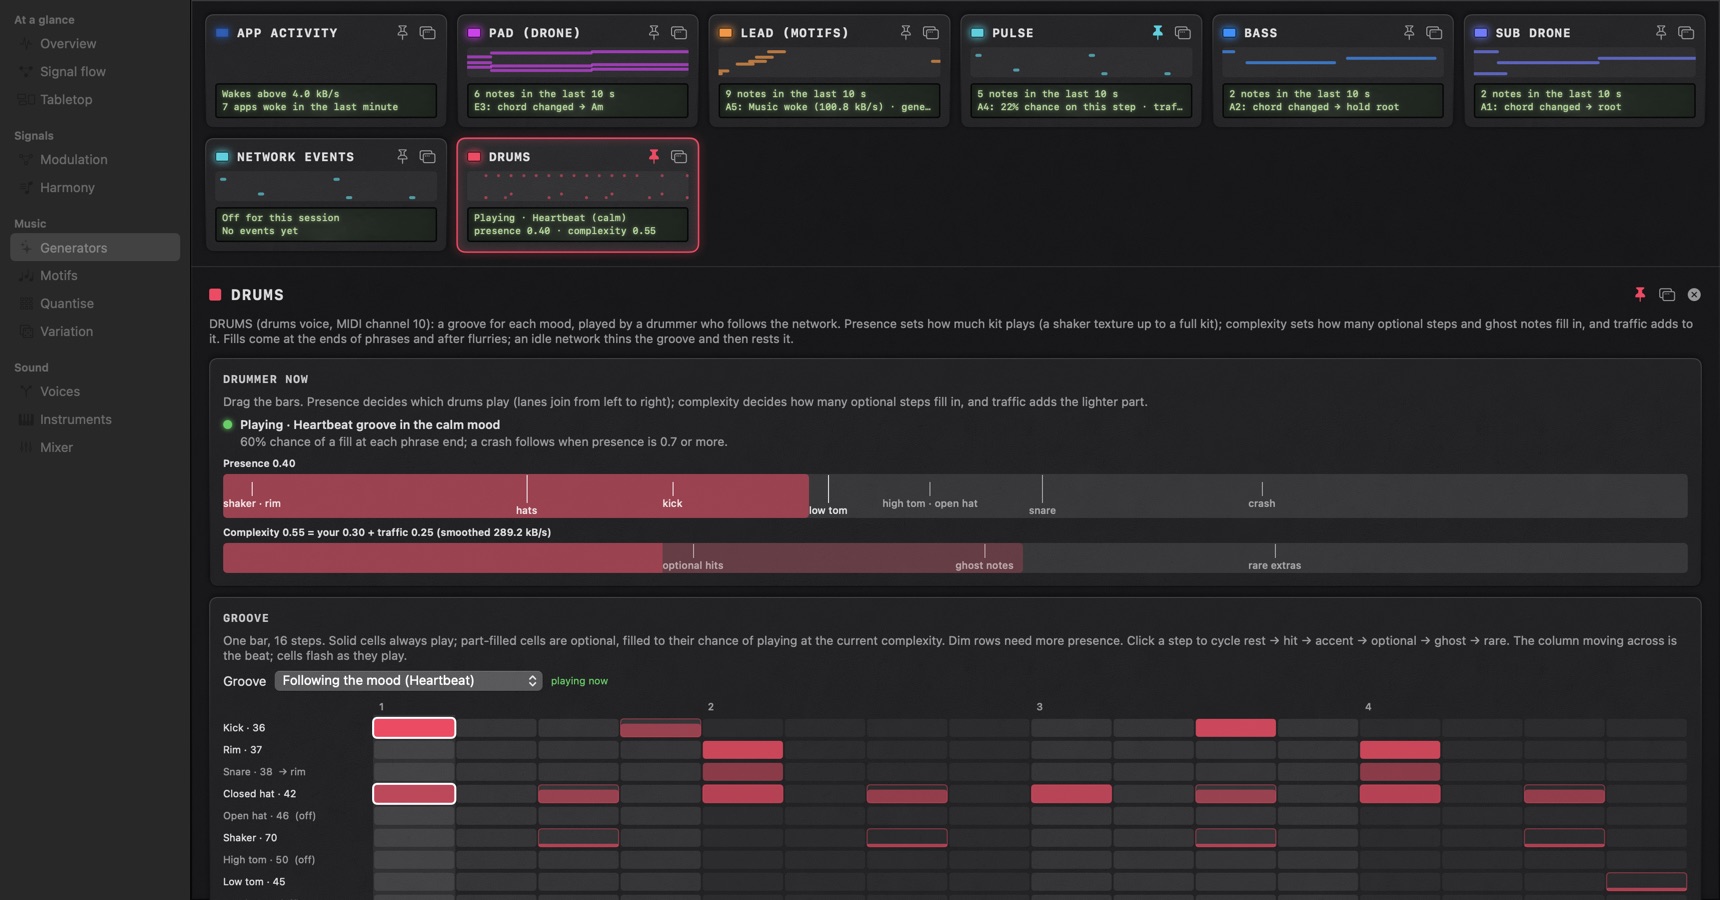 At a glance
Overview
Signal flow
Tabletop
Signals
Modulation
Harmony
Music
Generators
Motifs
Quantise
Variation
Sound
Voices
Instruments
Mixer
APP ACTIVITY
Wakes above 4.0 kB/s
7 apps woke in the last minute
PAD (DRONE)
6 notes in the last 10 s
E3: chord changed → Am
LEAD (MOTIFS)
9 notes in the last 10 s
A5: Music woke (100.8 kB/s) · gene…
PULSE
5 notes in the last 10 s
A4: 22% chance on this step · traf…
BASS
2 notes in the last 10 s
A2: chord changed → hold root
SUB DRONE
2 notes in the last 10 s
A1: chord changed → root
NETWORK EVENTS
Off for this session
No events yet
DRUMS
Playing · Heartbeat (calm)
presence 0.40 · complexity 0.55
DRUMS
DRUMS (drums voice, MIDI channel 10): a groove for each mood, played by a drummer who follows the network. Presence sets how much kit plays (a shaker texture up to a full kit); complexity sets how many optional steps and ghost notes fill in, and traffic adds to
it. Fills come at the ends of phrases and after flurries; an idle network thins the groove and then rests it.
DRUMMER NOW
Drag the bars. Presence decides which drums play (lanes join from left to right); complexity decides how many optional steps fill in, and traffic adds the lighter part.
Playing · Heartbeat groove in the calm mood
60% chance of a fill at each phrase end; a crash follows when presence is 0.7 or more.
Presence 0.40
shaker · rim
hats
kick
low tom
high tom · open hat
snare
crash
Complexity 0.55 = your 0.30 + traffic 0.25 (smoothed 289.2 kB/s)
optional hits
ghost notes
rare extras
GROOVE
One bar, 16 steps. Solid cells always play; part-filled cells are optional, filled to their chance of playing at the current complexity. Dim rows need more presence. Click a step to cycle rest → hit → accent → optional → ghost → rare. The column moving across is
the beat; cells flash as they play.
Groove Following the mood (Heartbeat) playing now
1 2 3 4
Kick · 36
Rim · 37
Snare · 38 → rim
Closed hat · 42
Open hat · 46 (off)
Shaker · 70
High tom · 50 (off)
Low tom · 45